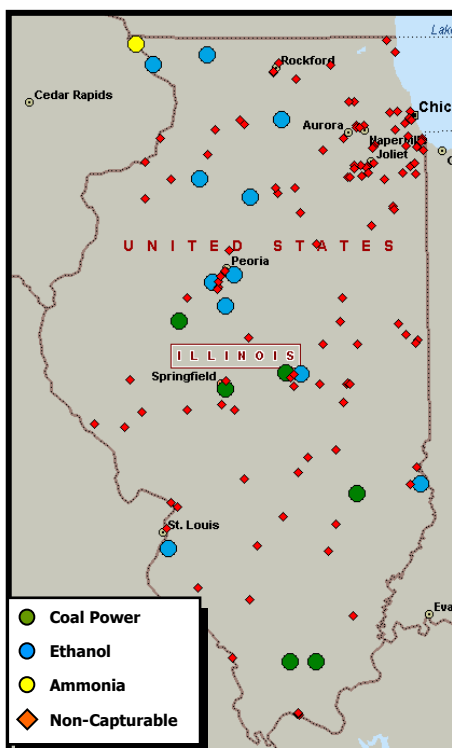 Lake
Rockford
Cedar Rapids
Chic
Aurora
Naperville
Joliet
UNITED STATES
Peoria
ILLINOIS
Springfield
St. Louis
Eva
Coal Power
Ethanol
Ammonia
Non-Capturable